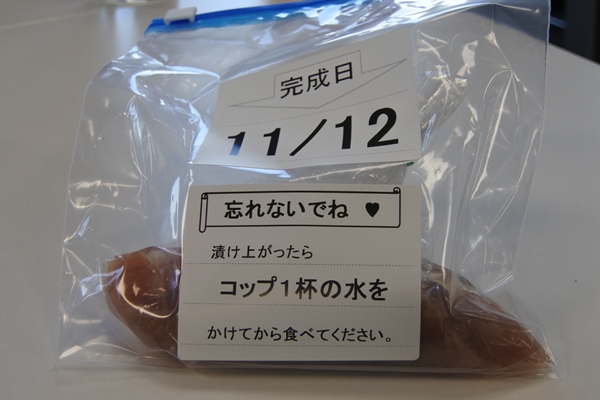 完成日
11/12
忘れないでね ♥
漬け上がったら
コップ1杯の水を
かけてから食べてください。